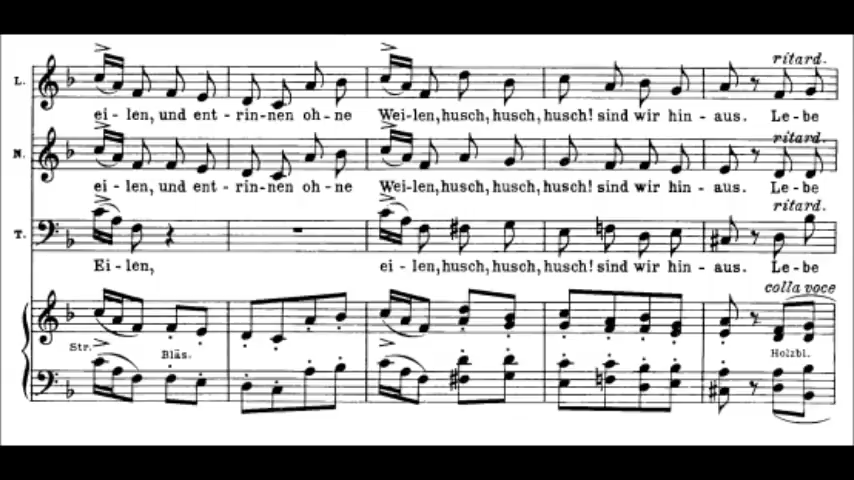 ritard.
L. ei - len, und ent - rin - nen oh - ne Wei - len, husch, husch, husch! sind wir hin - aus. Le - be
ritard.
N. ei - len, und ent - rin - nen oh - ne Wei - len, husch, husch, husch! sind wir hin - aus. Le - be
ritard.
T. Ei - len, ei - len, husch, husch, husch! sind wir hin - aus. Le - be
colla voce
Str. Bläs. Holzbl.